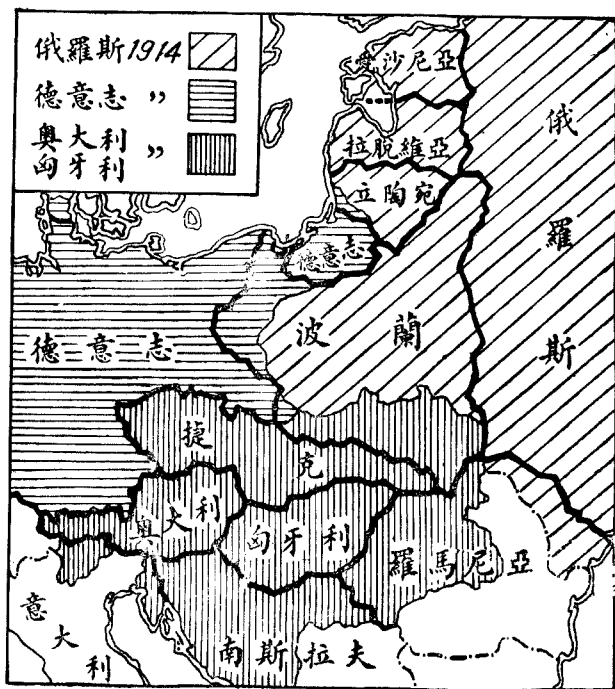 俄羅斯1914
德意志 〃
奧大利
匈牙利 〃
愛沙尼亞
拉脫維亞
立陶宛
德意志
俄羅斯
波蘭
德意志
捷克
奧大利
匈牙利
羅馬尼亞
意大利
南斯拉夫